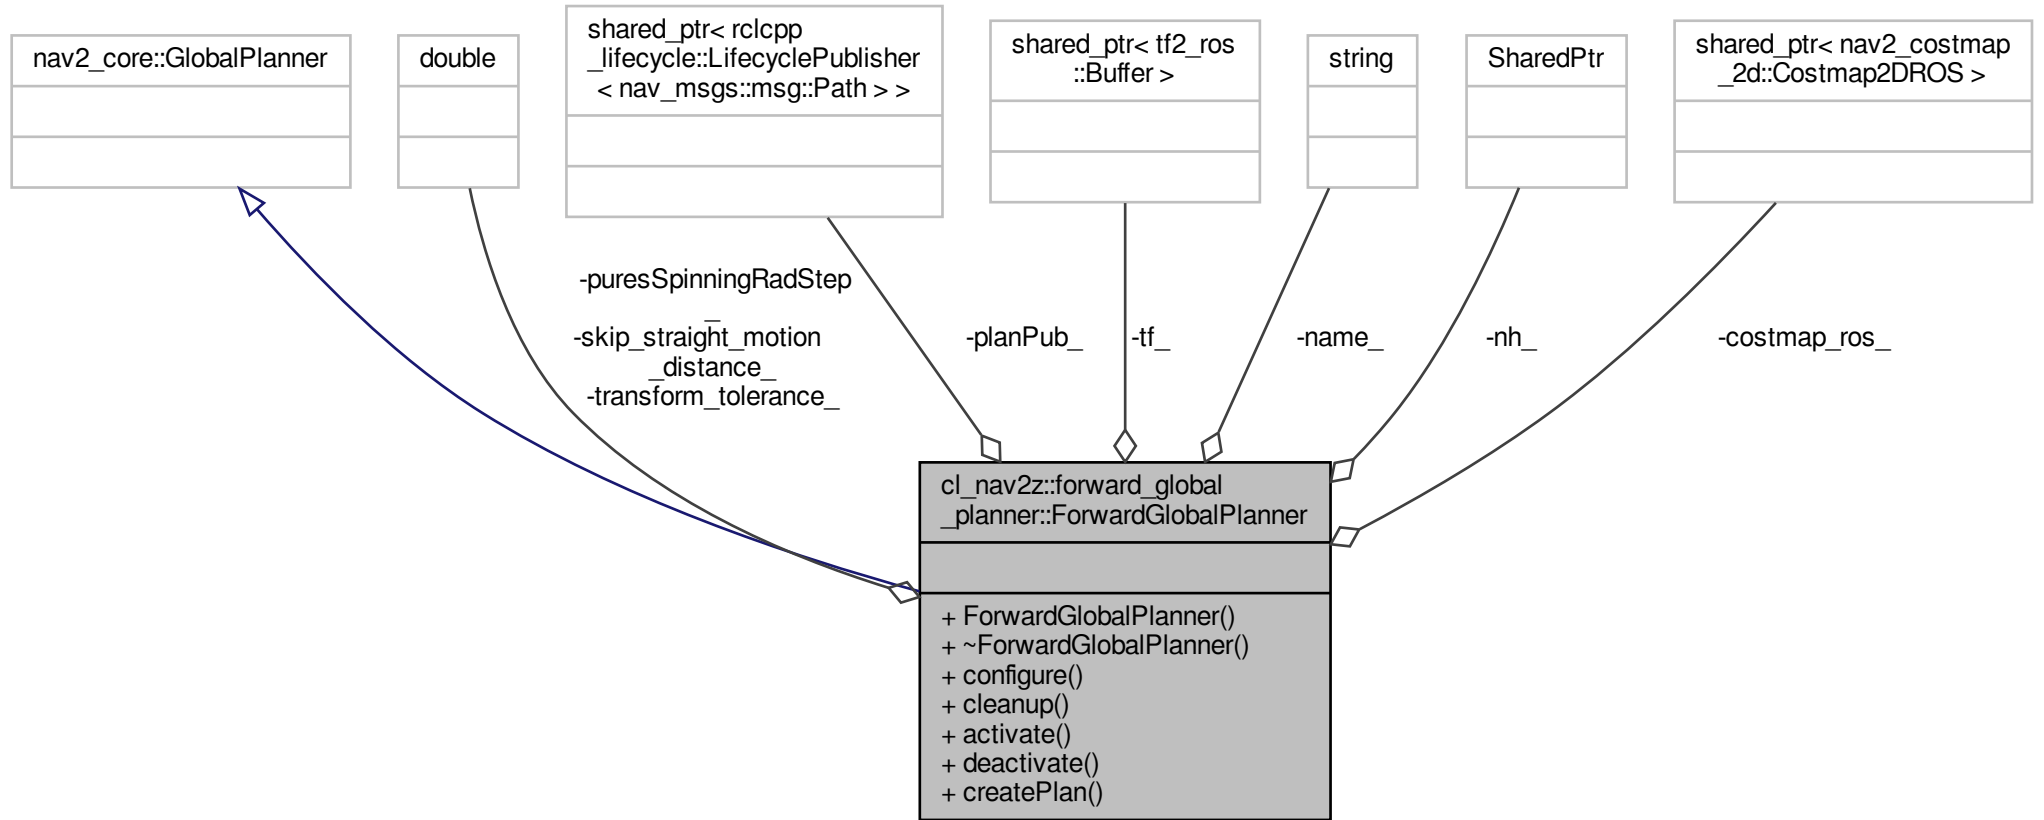 nav2_core::GlobalPlanner
double
shared_ptr< rclcpp
_lifecycle::LifecyclePublisher
< nav_msgs::msg::Path > >
shared_ptr< tf2_ros
::Buffer >
string
SharedPtr
shared_ptr< nav2_costmap
_2d::Costmap2DROS >
-puresSpinningRadStep
_
-skip_straight_motion
_distance_
-transform_tolerance_
-planPub_
-tf_
-name_
-nh_
-costmap_ros_
cl_nav2z::forward_global
_planner::ForwardGlobalPlanner
+ ForwardGlobalPlanner()
+ ~ForwardGlobalPlanner()
+ configure()
+ cleanup()
+ activate()
+ deactivate()
+ createPlan()